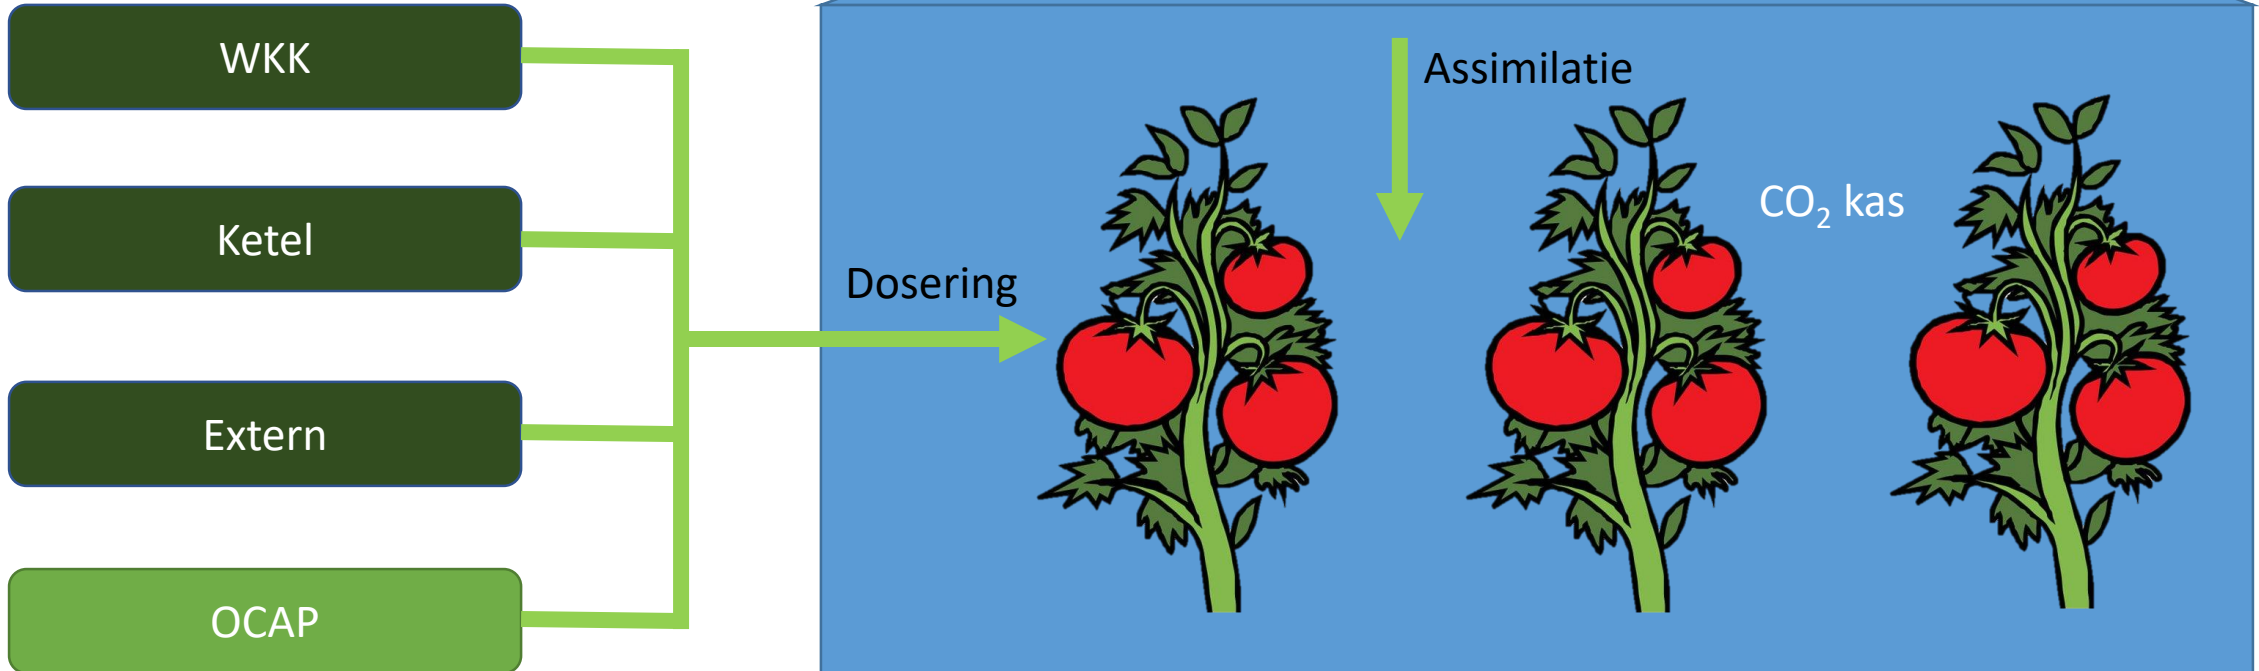 WKK
Ketel
Extern
OCAP
Dosering
Assimilatie
CO₂ kas